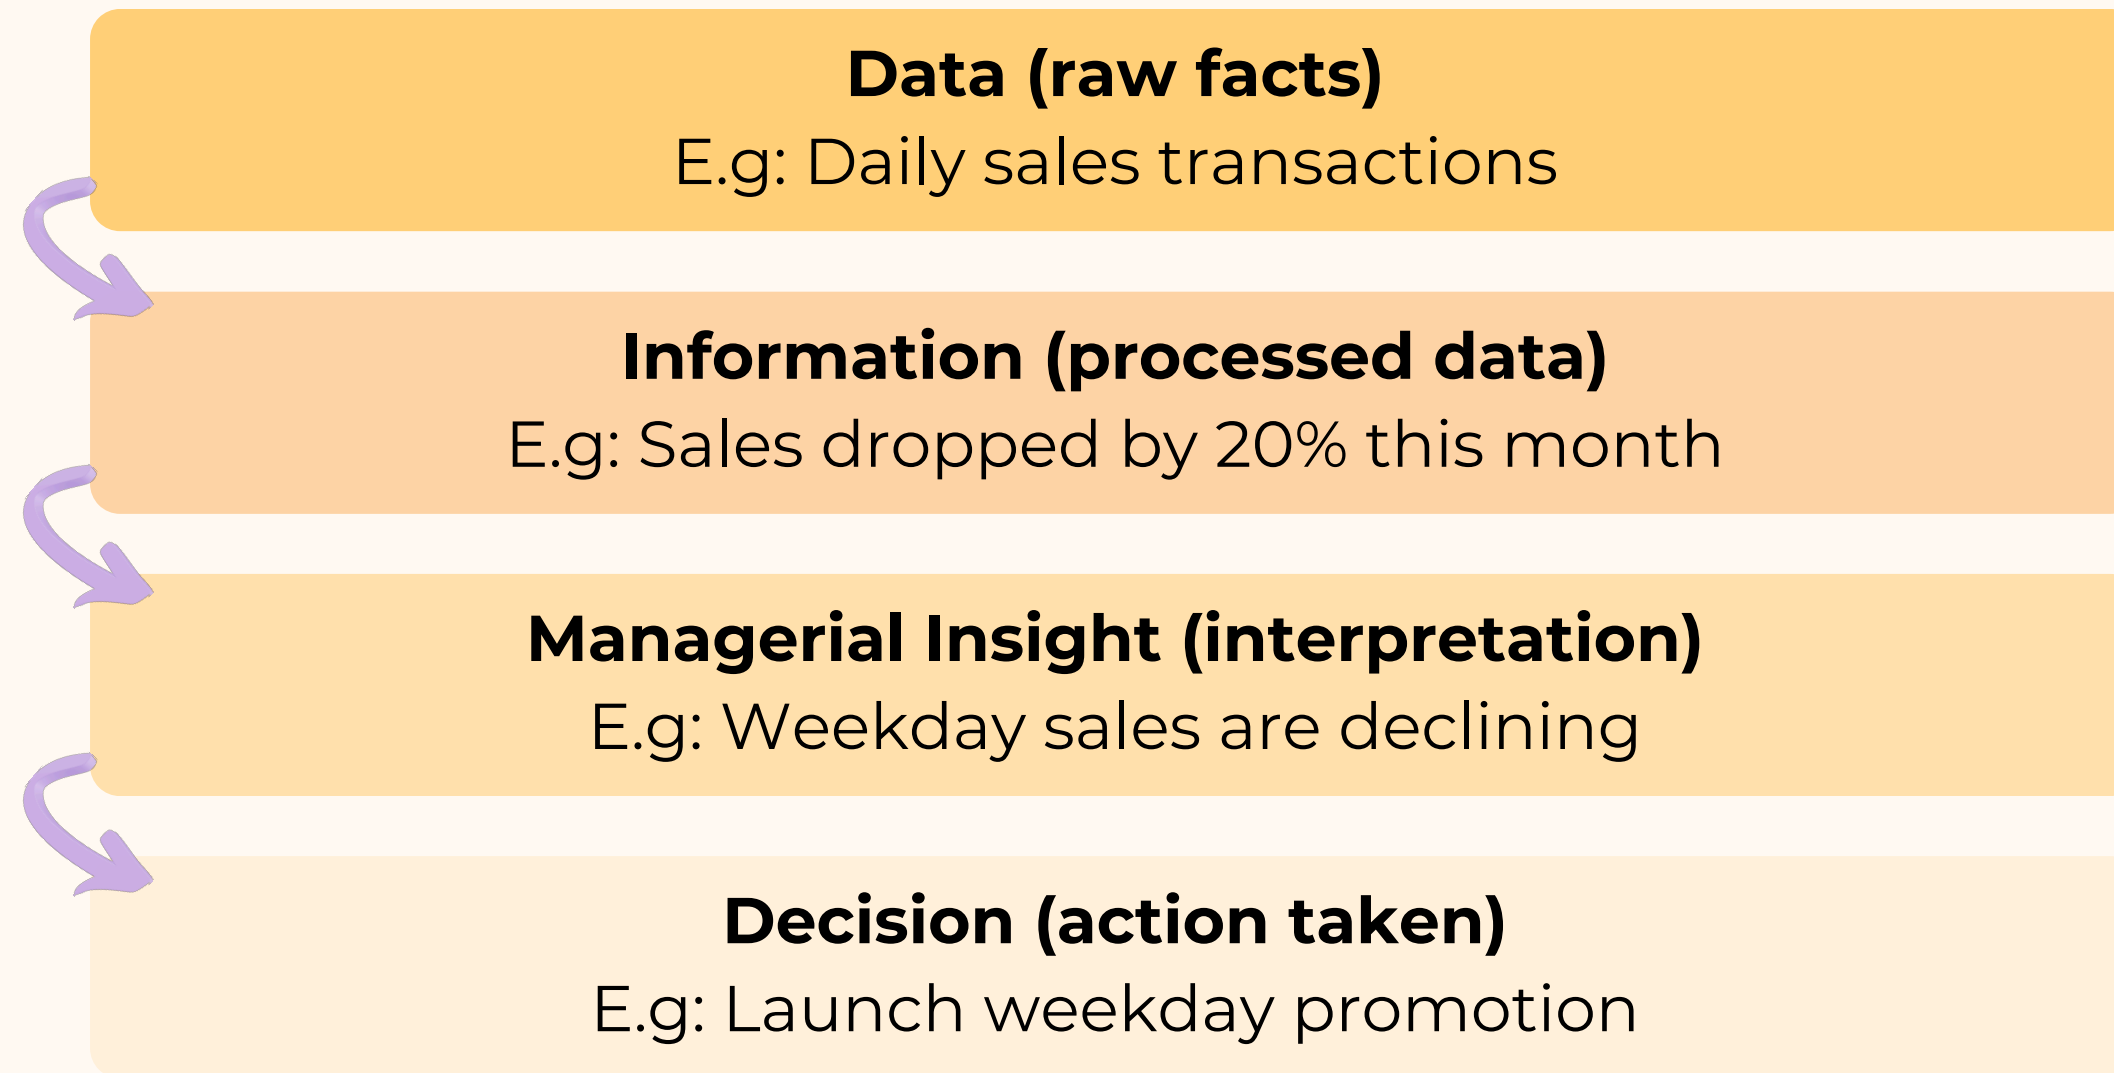 Data (raw facts)
E.g: Daily sales transactions
Information (processed data)
E.g: Sales dropped by 20% this month
Managerial Insight (interpretation)
E.g: Weekday sales are declining
Decision (action taken)
E.g: Launch weekday promotion